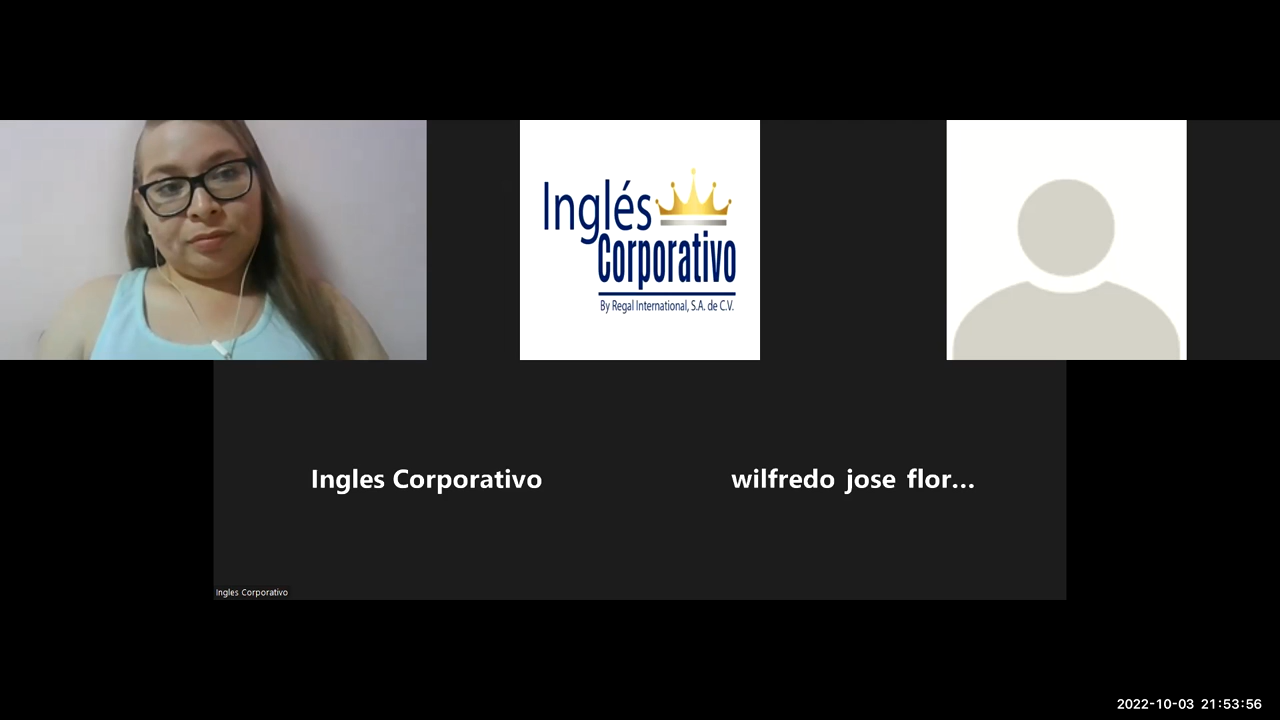 Inglés
Corporativo
By Regal International, S.A. de C.V.
Ingles Corporativo
wilfredo jose flor...
Ingles Corporativo
2022-10-03 21:53:56